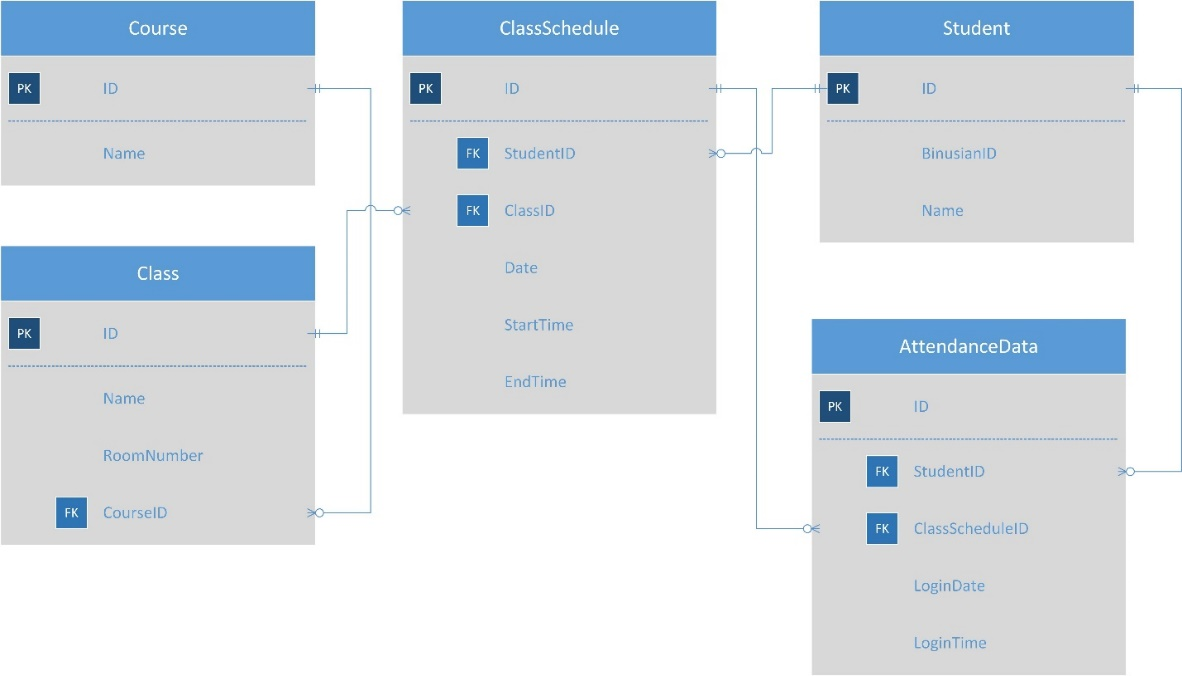 Course
PK ID
Name
Class
PK ID
Name
RoomNumber
FK CourseID
ClassSchedule
PK ID
FK StudentID
FK ClassID
Date
StartTime
EndTime
Student
PK ID
BinusianID
Name
AttendanceData
PK ID
FK StudentID
FK ClassScheduleID
LoginDate
LoginTime